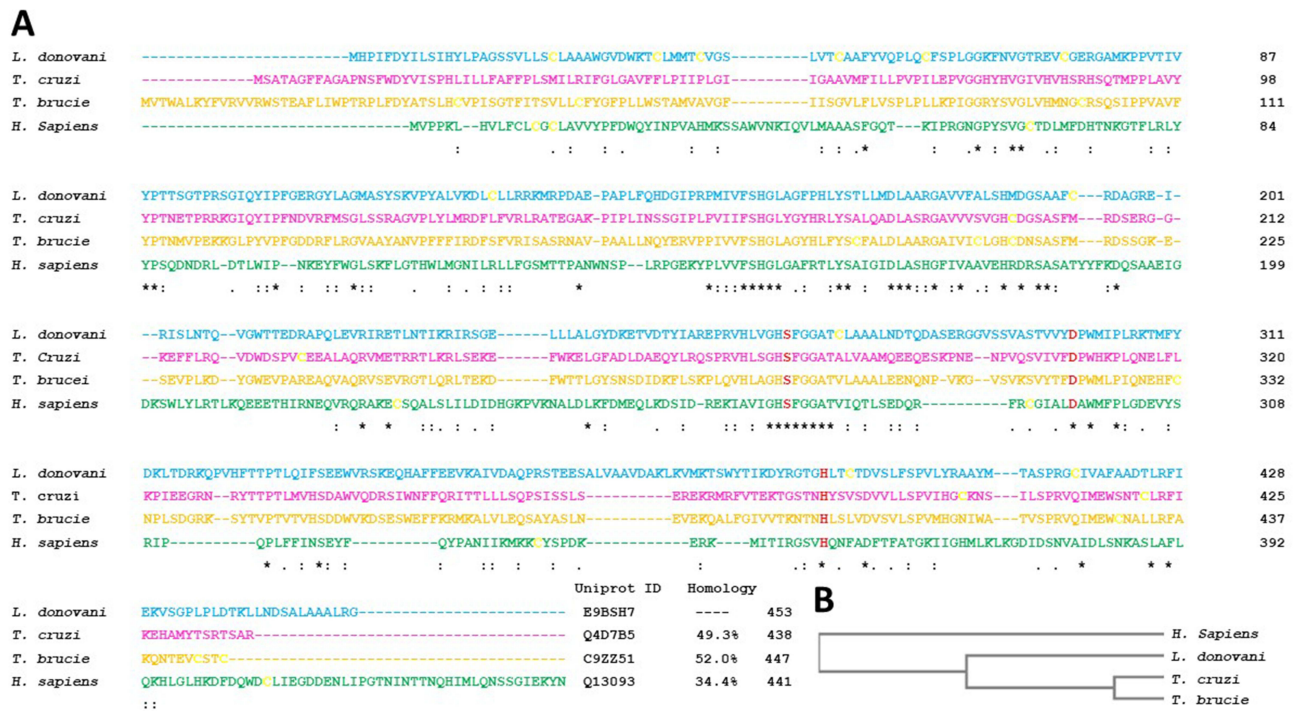 A
L. donovani ------------------------MHPIFDYILSIHYLPAGSSVLLSCLAAAWGVDWKTCLMMTCVGS---------LVTCAAFYVQPLQCFSPLGGKFNVGTREVCGERGAMKPPVTIV 87
T. cruzi -------------MSATAGFFAGAPNSFWDYVISPHLILLFAFFPLSMILRIFGLGAVFFLPIIPLGI---------IGAAVMFILLPVPILEPVGGHYHVGIVHVHSRHSQTMPPLAVY 98
T. brucie MVTWALKYFVRVVRWSTEAFLIWPTRPLFDYATSLHCVPISGTFITSVLLCFYGFPLLWSTAMVAVGF---------IISGVLFLVSPLPLLKPIGGRYSVGLVHMNGCRSQSIPPVAVF 111
H. Sapiens -------------------------------MVPPKL--HVLFCLCGCLAVVYPFDWQYINPVAHMKSSAWVNKIQVLMAAASFGQT---KIPRGNGPYSVGCTDLMFDHTNKGTFLRLY 84
: . : : . : : : : . * : . * ** . : : : :
L. donovani YPTTSGTPRSGIQYIPFGERGYLAGMASYSKVPYALVKDLCLLRRKMRPDAE-PAPLFQHDGIPRPMIVFSHGLAGFPHLYSTLLMDLAARGAVVFALSHMDGSAAFC---RDAGRE-I- 201
T. cruzi YPTNETPRRKGIQYIPFNDVRFMSGLSSRAGVPLYLMRDFLFVRLRATEGAK-PIPLINSSGIPLPVIIFSHGLYGYRHLYSALQADLASRGAVVVSVGHCDGSASFM---RDSERG-G- 212
T. brucie YPTNMVPEKKGLPYVPFGDDRFLRGVAAYANVPFFFIRDFSFVRISASRNAV-PAALLNQYERVPPIVVFSHGLAGYHLFYSCFALDLAARGAIVICLGHCDNSASFM---RDSSGK-E- 225
H. sapiens YPSQDNDRL-DTLWIP--NKEYFWGLSKFLGTHWLMGNILRLLFGSMTTPANWNSP--LRPGEKYPLVVFSHGLGAFRTLYSAIGIDLASHGFIVAAVEHRDRSASATYYFKDQSAAEIG 199
**: . : :* : : *:: : . : . :: * *:::***** .: :** ***.* :* : * * **: :*
L. donovani --RISLNTQ--VGWTTEDRAPQLEVRIRETLNTIKRIRSGE------LLLALGYDKETVDTYIAREPRVHLVGHSFGGATCLAAALNDTQDASERGGVSSVASTVVYDPWMIPLRKTMFY 311
T. Cruzi --KEFFLRQ--VDWDSPVCEEALAQRVMETRRTLKRLSEKE------FWKELGFADLDAEQYLRQSPRVHLSGHSFGGATALVAAMQEEQESKPNE--NPVQSVIVFDPWHKPLQNELFL 320
T. brucei --SEVPLKD--YGWEVPAREAQVAQRVSEVRGTLQRLTEKD------FWTTLGYSNSDIDKFLSKPLQVHLAGHSFGGATVLAAALEENQNP-VKG--VSVKSVYTFDPWMLPIQNEHFC 332
H. sapiens DKSWLYLRTLKQEEETHIRNEQVRQRAKECSQALSLILDIDHGKPVKNALDLKFDMEQLKDSID-REKIAVIGHSFGGATVIQTLSEDQR----------FRCGIALDAWMFPLGDEVYS 308
: * * ::. . : * . : : : ******** : . : : . . . * * *: :
L. donovani DKLTDRKQPVHFTTPTLQIFSEEWVRSKEQHAFFEEVKAIVDAQPRSTEESALVAAVDAKLKVMKTSWYTIKDYRGTGHLTCTDVSLFSPVLYRAAYM--TASPRGCIVAFAADTLRFI 428
T. cruzi KPIEEGRN--RYTTPTLMVHSDAWVQDRSIWNFFQRITTLLLSQPSISSLS----------EREKRMRFVTEKTGSTNHYSVSDVVLLSPVIHGCKNS---ILSPRVQIMEWSNTCLRFI 425
T. brucie NPLSDGRK--SYTVPTVTVHSDDWVKDSESWEFFKRMKALVLEQSAYASLN----------EVEKQALFGIVVTKNTNHLSLVDVSVLSPVMHGNIWA--TVSPRVQIMEWCNALLRFA 437
H. sapiens RIP----------QPLFFINSEYF----------QYPANIIKMKKCYSPDK----------ERK----MITIRGSVHQNFADFTFATGKIIGHMLKLKGDIDSNVAIDLSNKASLAFL 392
* . : *: : : : : : . : * : * . . : : . . * * *
Uniprot ID Homology
L. donovani EKVSGPLPLDTKLLNDSALAAALRG------------------------ E9BSH7 ---- 453
T. cruzi KEHAMYTSRTSAR------------------------------------ Q4D7B5 49.3% 438
T. brucie KQNTEVCSTC--------------------------------------- C9ZZ51 52.0% 447
H. sapiens QKHLGLHKDFDQWDCLIEGDDENLIPGTNINTTNQHIMLQNSSGIEKYN Q13093 34.4% 441
::
B
H. Sapiens
L. donovani
T. cruzi
T. brucie